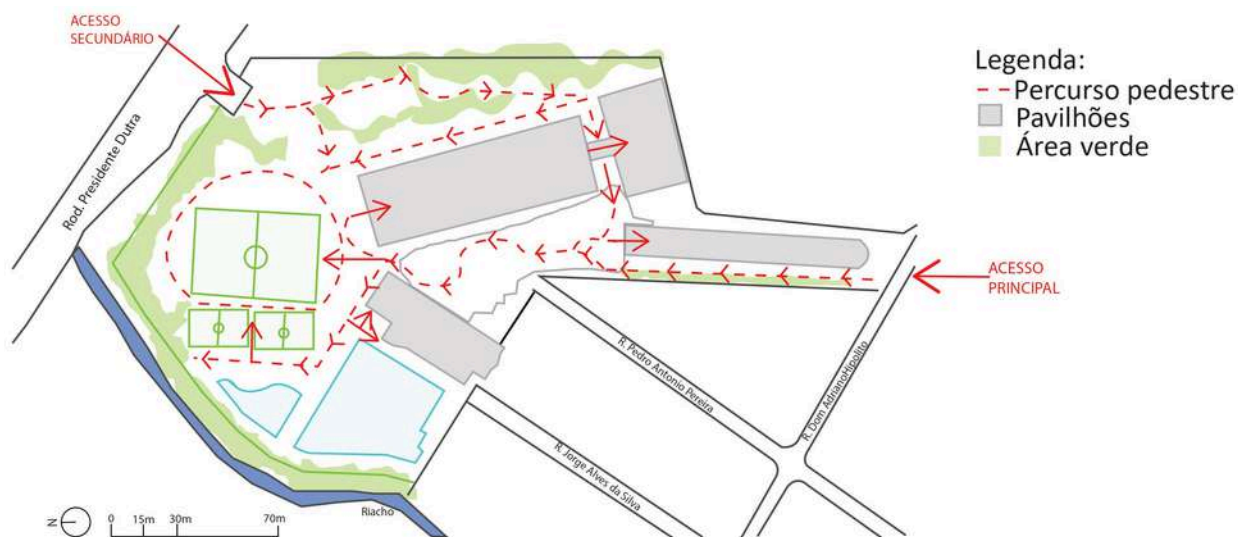 ACESSO
SECUNDÁRIO
Legenda:
Percurso pedestre
Pavilhões
Área verde
Rod. Presidente Dutra
ACESSO
PRINCIPAL
R. Pedro Antonio Pereira
R. Dom AdrianoHipolito
R. Jorge Alves da Silva
Riacho
N
0 15m 30m 70m